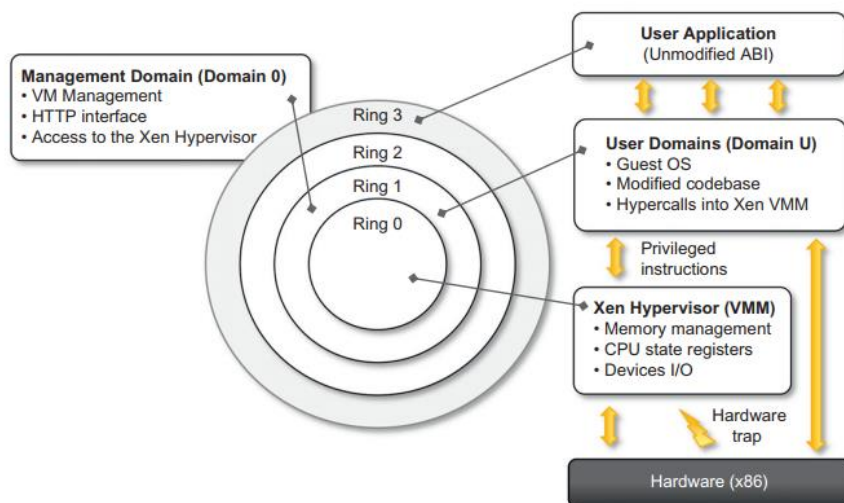 Management Domain (Domain 0)
• VM Management
• HTTP interface
• Access to the Xen Hypervisor
Ring 3
Ring 2
Ring 1
Ring 0
User Application
(Unmodified ABI)
User Domains (Domain U)
• Guest OS
• Modified codebase
• Hypercalls into Xen VMM
Privileged
instructions
Xen Hypervisor (VMM)
• Memory management
• CPU state registers
• Devices I/O
Hardware
trap
Hardware (x86)